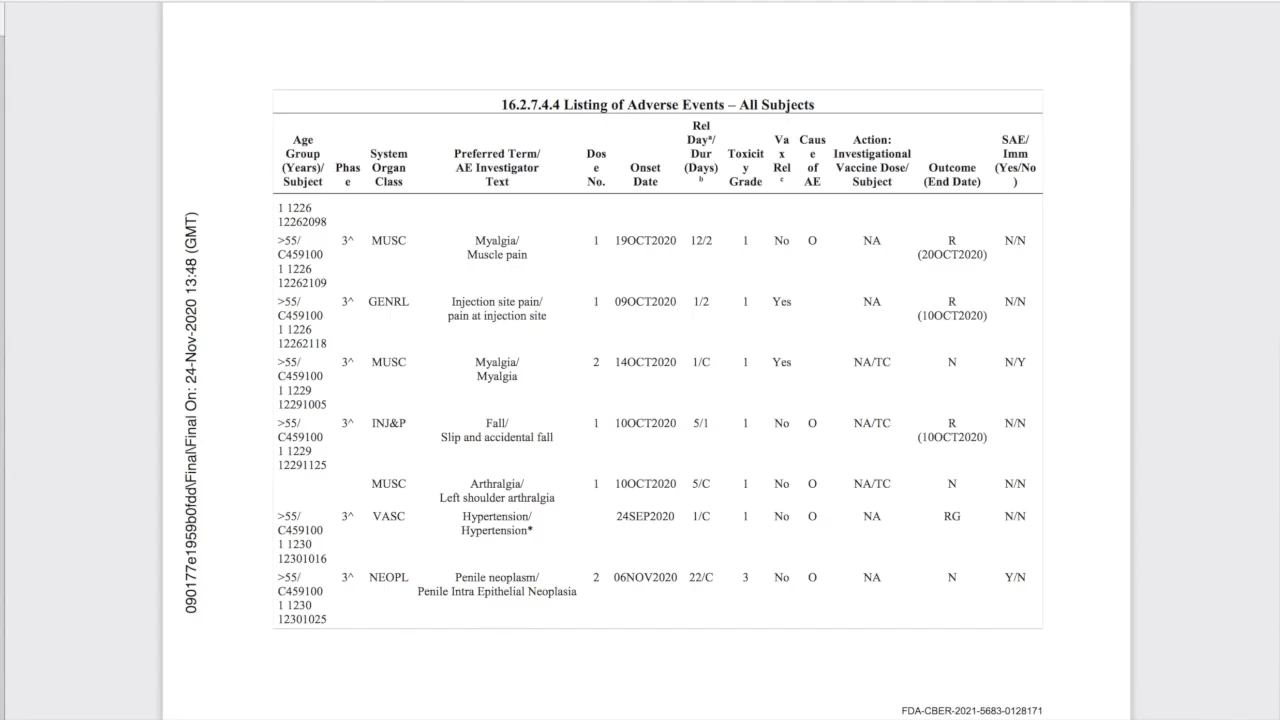 16.2.7.4.4 Listing of Adverse Events – All Subjects
Age Group (Years)/ Subject | Phas e | System Organ Class | Preferred Term/ AE Investigator Text | Dos e No. | Onset Date | Rel Dayᵃ/ Dur (Days) ᵇ | Toxicit y Grade | Va x Rel ᶜ | Caus e of AE | Action: Investigational Vaccine Dose/ Subject | Outcome (End Date) | SAE/ Imm (Yes/No )
1 1226
12262098
>55/ 3^ MUSC Myalgia/ 1 19OCT2020 12/2 1 No O NA R N/N
C459100 Muscle pain (20OCT2020)
1 1226
12262109
>55/ 3^ GENRL Injection site pain/ 1 09OCT2020 1/2 1 Yes NA R N/N
C459100 pain at injection site (10OCT2020)
1 1226
12262118
>55/ 3^ MUSC Myalgia/ 2 14OCT2020 1/C 1 Yes NA/TC N N/Y
C459100 Myalgia
1 1229
12291005
>55/ 3^ INJ&P Fall/ 1 10OCT2020 5/1 1 No O NA/TC R N/N
C459100 Slip and accidental fall (10OCT2020)
1 1229
12291125
MUSC Arthralgia/ 1 10OCT2020 5/C 1 No O NA/TC N N/N
Left shoulder arthralgia
>55/ 3^ VASC Hypertension/ 24SEP2020 1/C 1 No O NA RG N/N
C459100 Hypertension*
1 1230
12301016
>55/ 3^ NEOPL Penile neoplasm/ 2 06NOV2020 22/C 3 No O NA N Y/N
C459100 Penile Intra Epithelial Neoplasia
1 1230
12301025
090177e1959b0fdd\Final\Final On: 24-Nov-2020 13:48 (GMT)
FDA-CBER-2021-5683-0128171